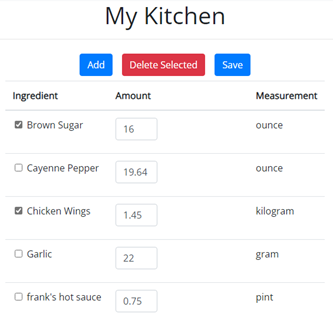 My Kitchen
Add Delete Selected Save
Ingredient Amount Measurement
Brown Sugar 16 ounce
Cayenne Pepper 19.64 ounce
Chicken Wings 1.45 kilogram
Garlic 22 gram
frank's hot sauce 0.75 pint